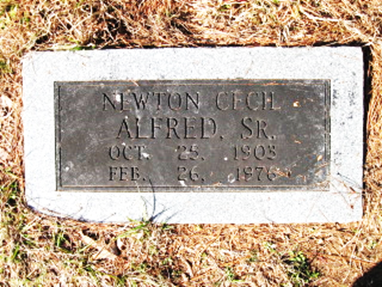 NEWTON CECIL
ALFRED, SR.
OCT. 25, 1903
FEB. 26, 1976